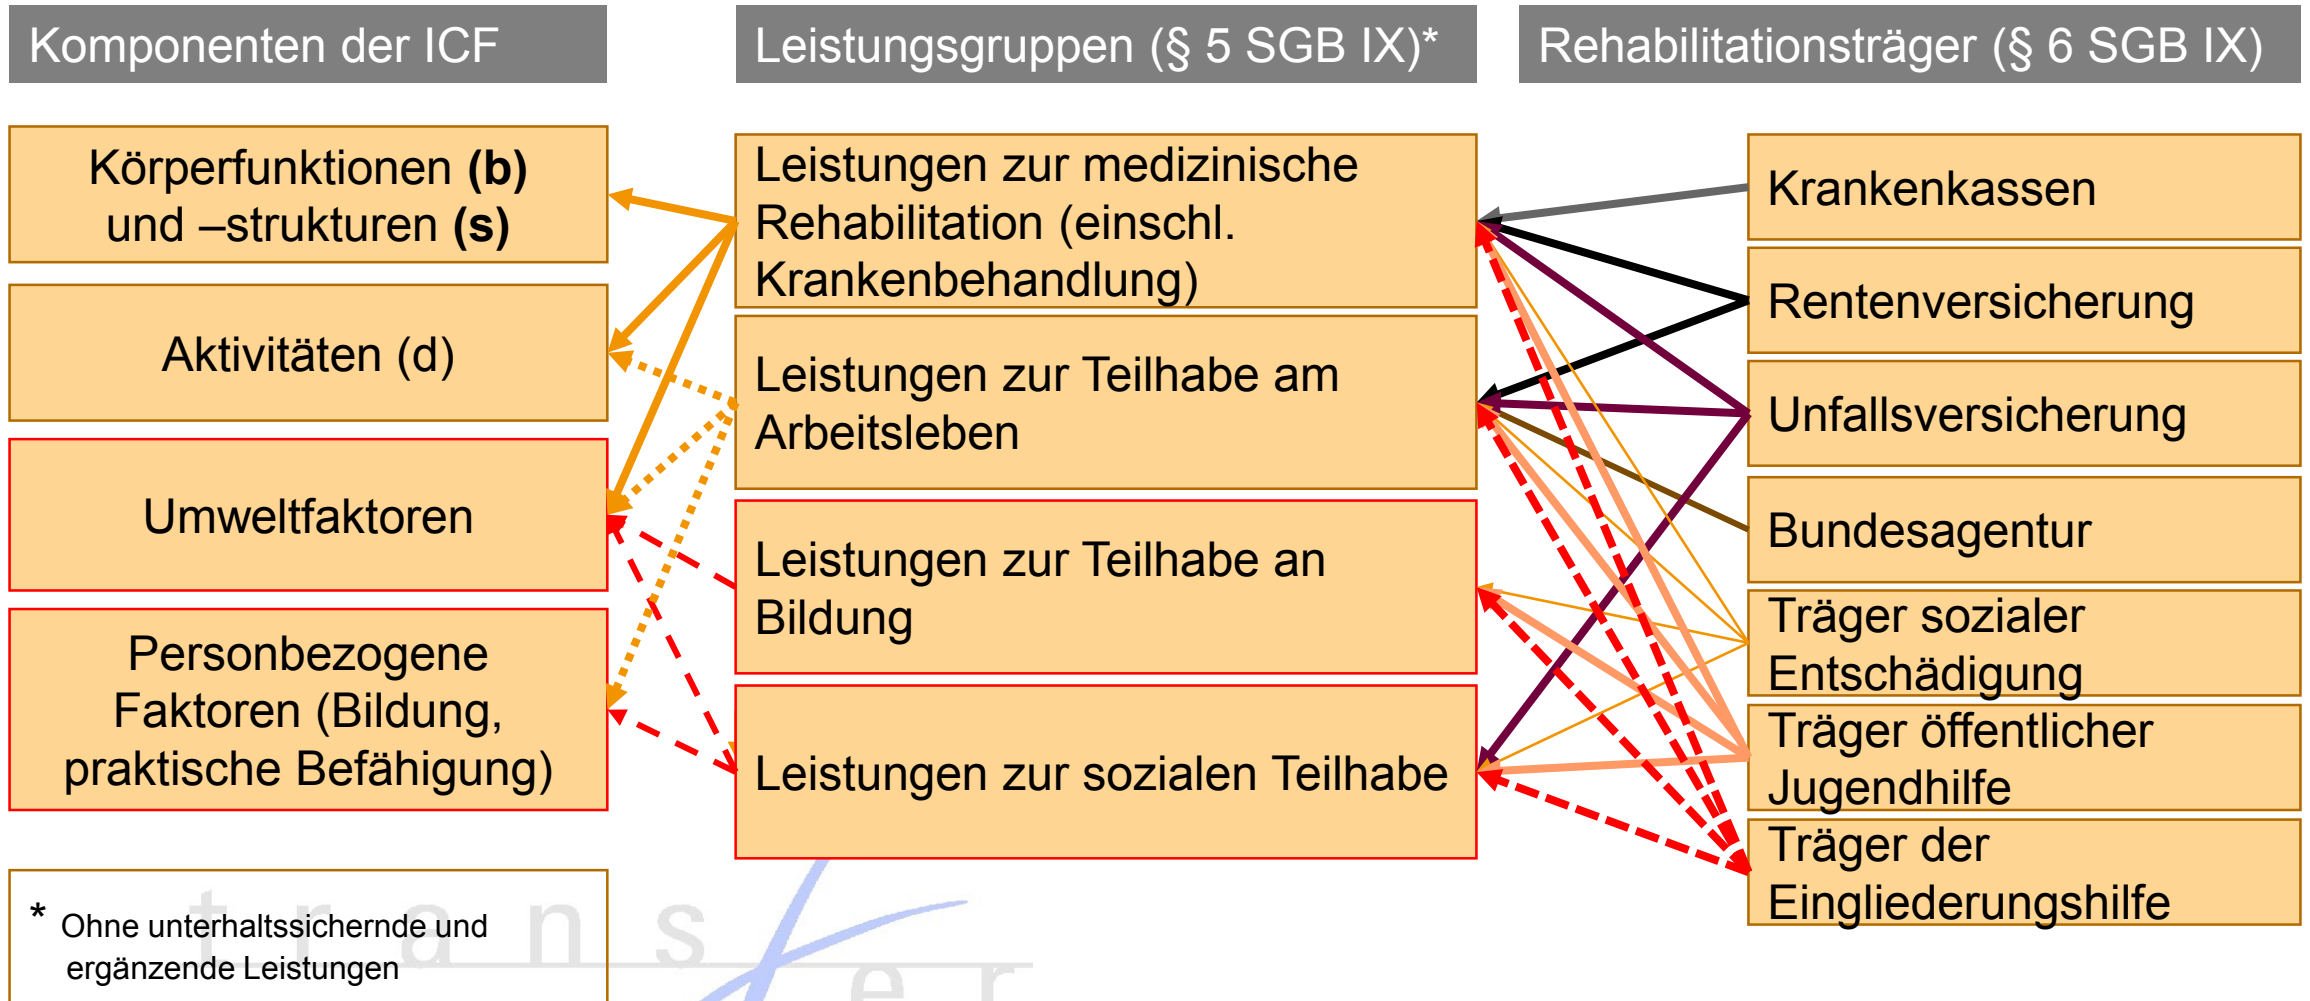 Komponenten der ICF
Leistungsgruppen (§ 5 SGB IX)*
Rehabilitationsträger (§ 6 SGB IX)
Körperfunktionen (b)
und –strukturen (s)
Aktivitäten (d)
Umweltfaktoren
Personbezogene
Faktoren (Bildung,
praktische Befähigung)
* Ohne unterhaltssichernde und
ergänzende Leistungen
Leistungen zur medizinische
Rehabilitation (einschl.
Krankenbehandlung)
Leistungen zur Teilhabe am
Arbeitsleben
Leistungen zur Teilhabe an
Bildung
Leistungen zur sozialen Teilhabe
Krankenkassen
Rentenversicherung
Unfallsversicherung
Bundesagentur
Träger sozialer
Entschädigung
Träger öffentlicher
Jugendhilfe
Träger der
Eingliederungshilfe
trans
er